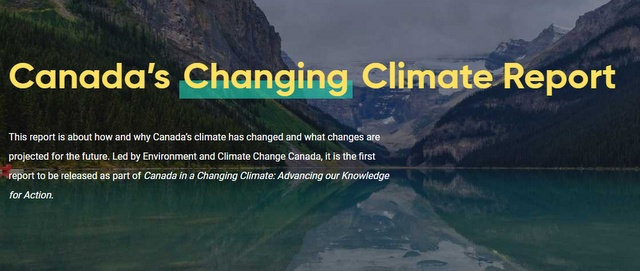 Canada's Changing Climate Report
This report is about how and why Canada's climate has changed and what changes are
projected for the future. Led by Environment and Climate Change Canada, it is the first
report to be released as part of Canada in a Changing Climate: Advancing our Knowledge
for Action.